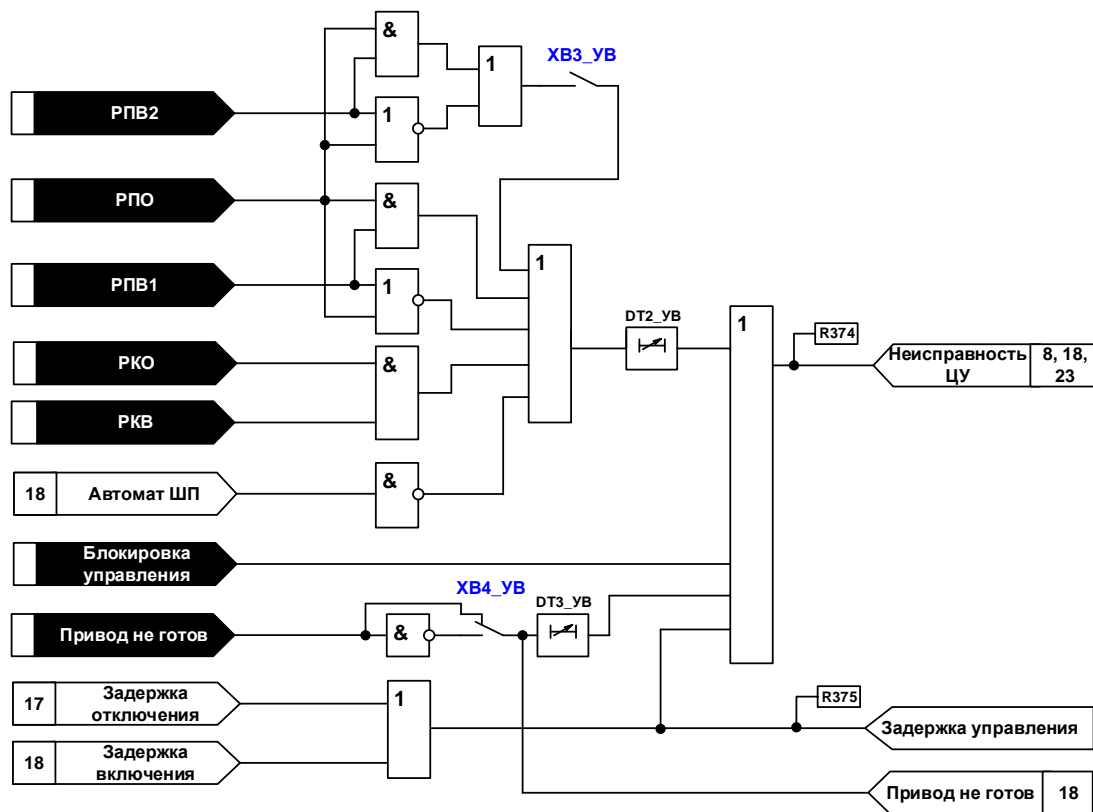 &
1
ХВ3_УВ
РПВ2
1
РПО
&
1
РПВ1
1
DT2_УВ
1
R374
РКО
&
Неисправность
ЦУ
8, 18,
23
РКВ
18
Автомат ШП
&
Блокировка
управления
ХВ4_УВ
DT3_УВ
Привод не готов
&
17
Задержка
отключения
1
R375
Задержка управления
18
Задержка
включения
Привод не готов
18